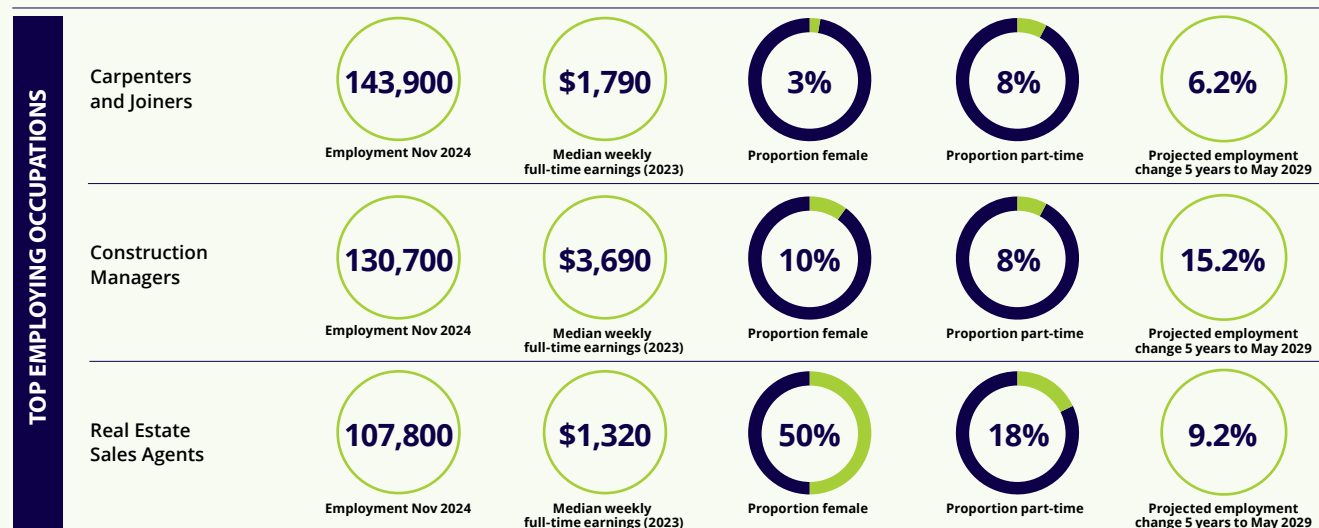 TOP EMPLOYING OCCUPATIONS
Carpenters
and Joiners
143,900
Employment Nov 2024
$1,790
Median weekly
full-time earnings (2023)
3%
Proportion female
8%
Proportion part-time
6.2%
Projected employment
change 5 years to May 2029
Construction
Managers
130,700
Employment Nov 2024
$3,690
Median weekly
full-time earnings (2023)
10%
Proportion female
8%
Proportion part-time
15.2%
Projected employment
change 5 years to May 2029
Real Estate
Sales Agents
107,800
Employment Nov 2024
$1,320
Median weekly
full-time earnings (2023)
50%
Proportion female
18%
Proportion part-time
9.2%
Projected employment
change 5 years to May 2029